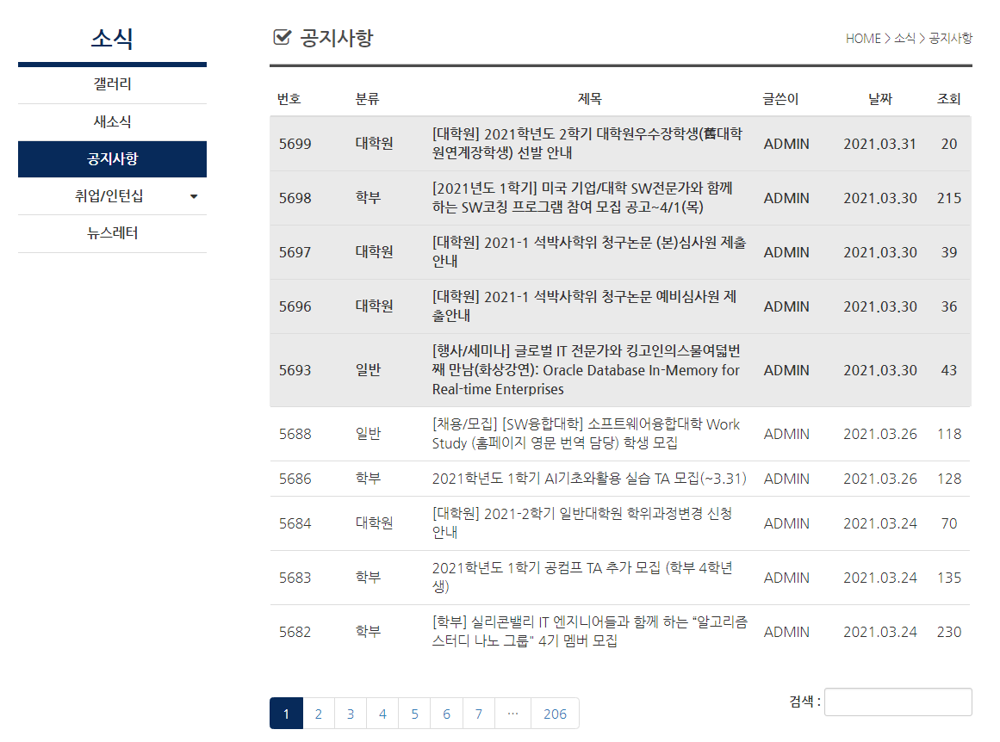 소식
갤러리
새소식
공지사항
취업/인턴십
뉴스레터
공지사항
HOME > 소식 > 공지사항
번호 분류 제목 글쓴이 날짜 조회
5699 대학원 [대학원] 2021학년도 2학기 대학원우수장학생(舊대학 ADMIN 2021.03.31 20
원연계장학생) 선발 안내
5698 학부 [2021년도 1학기] 미국 기업/대학 SW전문가와 함께 ADMIN 2021.03.30 215
하는 SW코칭 프로그램 참여 모집 공고~4/1(목)
5697 대학원 [대학원] 2021-1 석박사학위 청구논문 (본)심사원 제출 ADMIN 2021.03.30 39
안내
5696 대학원 [대학원] 2021-1 석박사학위 청구논문 예비심사원 제 ADMIN 2021.03.30 36
출안내
5693 일반 [행사/세미나] 글로벌 IT 전문가와 킹고인의스물여덟번 ADMIN 2021.03.30 43
째 만남(화상강연): Oracle Database In-Memory for
Real-time Enterprises
5688 일반 [채용/모집] [SW융합대학] 소프트웨어융합대학 Work ADMIN 2021.03.26 118
Study (홈페이지 영문 번역 담당) 학생 모집
5686 학부 2021학년도 1학기 AI기초와활용 실습 TA 모집(~3.31) ADMIN 2021.03.26 128
5684 대학원 [대학원] 2021-2학기 일반대학원 학위과정변경 신청 ADMIN 2021.03.24 70
안내
5683 학부 2021학년도 1학기 공컴프 TA 추가 모집 (학부 4학년 ADMIN 2021.03.24 135
생)
5682 학부 [학부] 실리콘밸리 IT 엔지니어들과 함께 하는 “알고리즘 ADMIN 2021.03.24 230
스터디 나노 그룹" 4기 멤버 모집
검색 :
1 2 3 4 5 6 7 ... 206